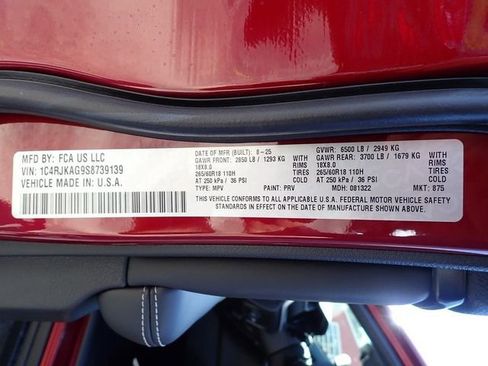 MFD BY: FCA US LLC
VIN: 1C4RJKAG9S8739139
VEHICLE MADE IN U.S.A.
DATE OF MFR (BUILT): 8-25
GAWR FRONT: 2850 LB / 1293 KG WITH
18X8.0 RIMS
265/60R18 110H TIRES
AT 250 kPa / 36 PSI COLD
TYPE: MPV PAINT: PRV
GVWR: 6500 LB / 2949 KG
GAWR REAR: 3700 LB / 1679 KG WITH
18X8.0 RIMS
265/60R18 110H TIRES
AT 250 kPa / 36 PSI COLD
MDH: 081322 MKT: 875
THIS VEHICLE CONFORMS TO ALL APPLICABLE U.S.A. FEDERAL MOTOR VEHICLE
SAFETY STANDARDS IN EFFECT ON THE DATE OF MANUFACTURE SHOWN ABOVE.